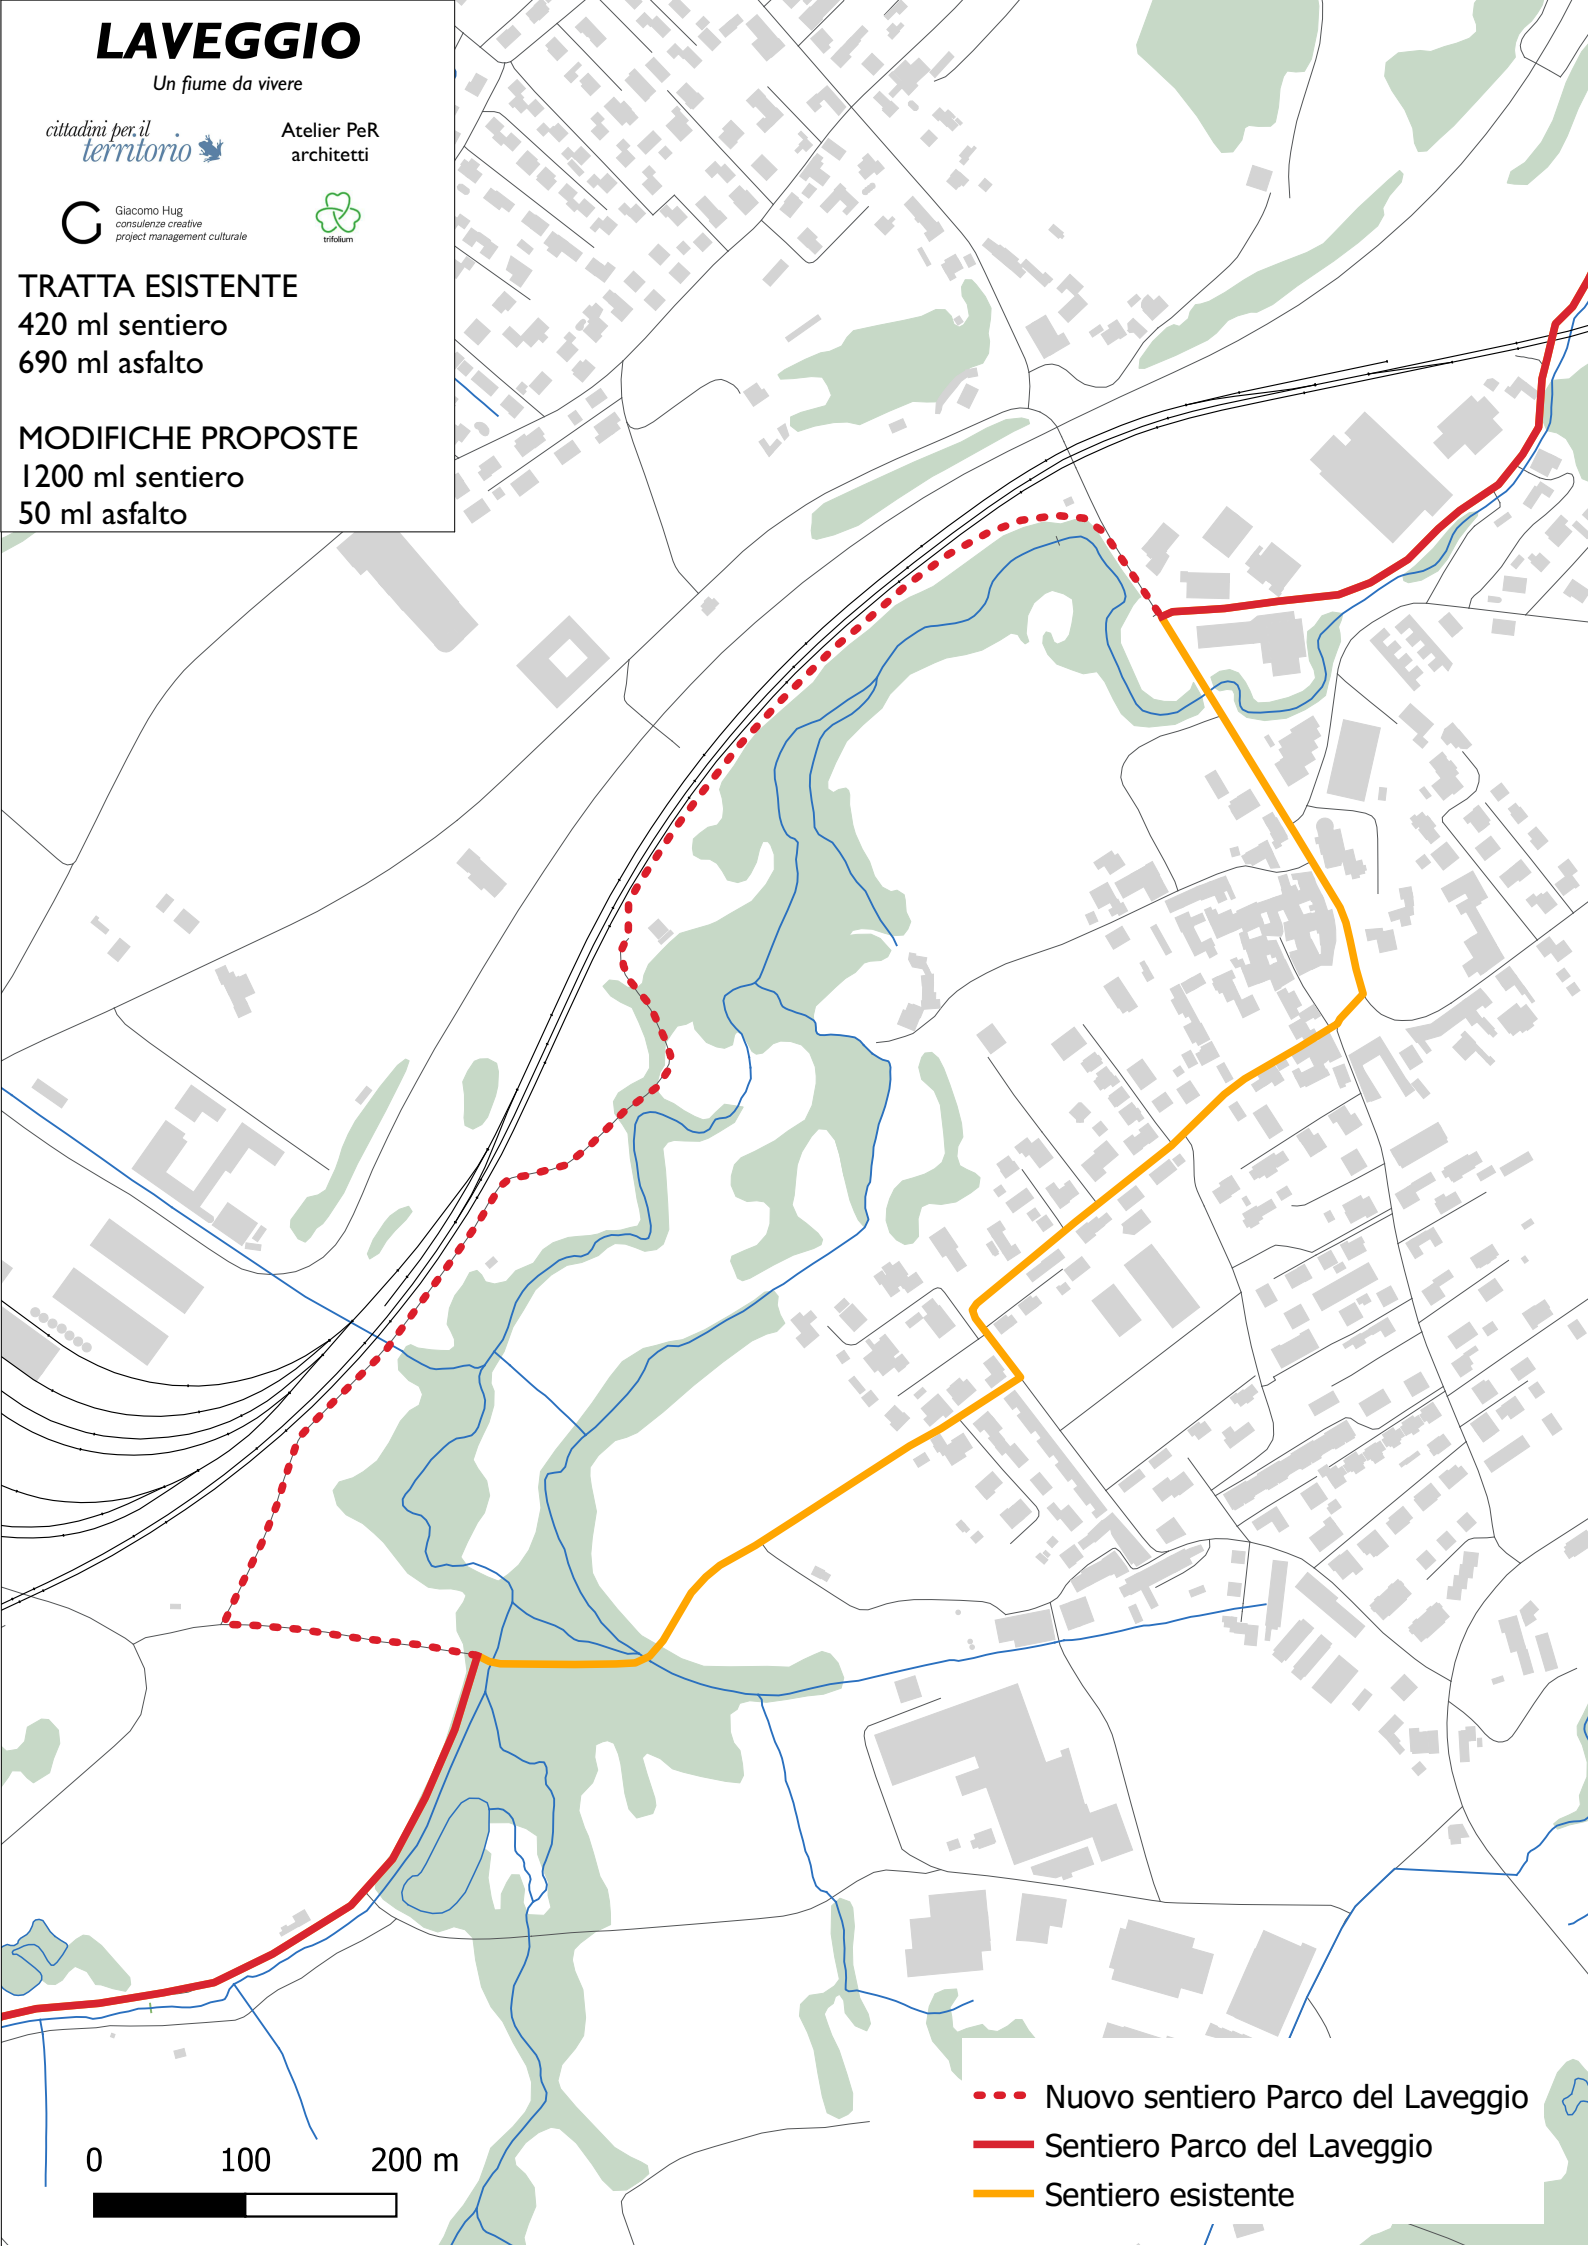 LAVEGGIO
Un fiume da vivere
cittadini per il
territorio
Atelier PeR
architetti
Giacomo Hug
consulenze creative
project management culturale
trifolium
TRATTA ESISTENTE
420 ml sentiero
690 ml asfalto
MODIFICHE PROPOSTE
1200 ml sentiero
50 ml asfalto
Nuovo sentiero Parco del Laveggio
Sentiero Parco del Laveggio
Sentiero esistente
0 100 200 m